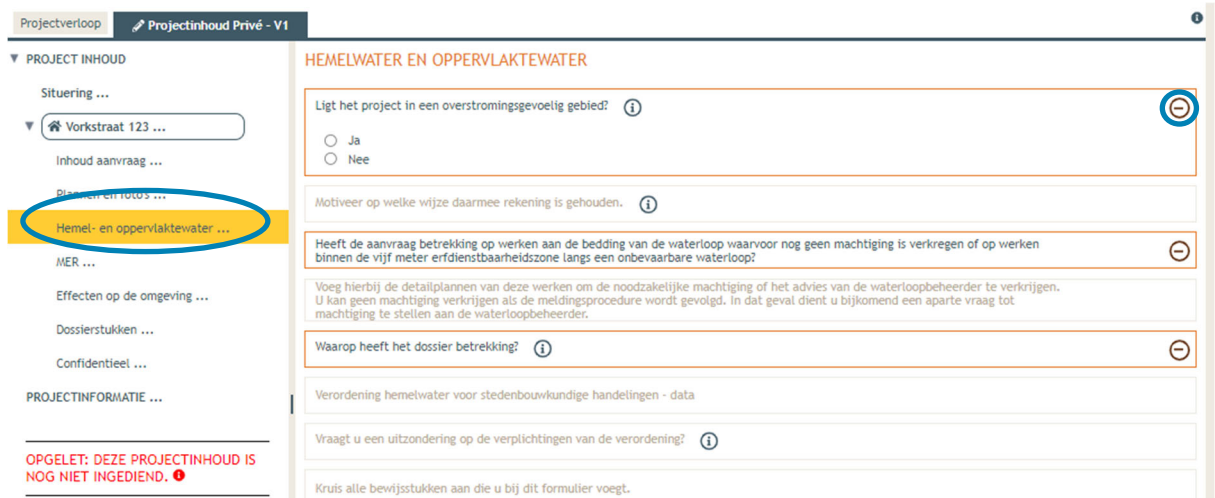 Projectverloop
Projectinhoud Privé - V1
PROJECT INHOUD
Situering ...
Vorkstraat 123 ...
Inhoud aanvraag ...
Plannen en foto's ...
Hemel- en oppervlaktewater ...
MER ...
Effecten op de omgeving ...
Dossierstukken ...
Confidentieel ...
PROJECTINFORMATIE ...
OPGELET: DEZE PROJECTINHOUD IS
NOG NIET INGEDIEND.
HEMELWATER EN OPPERVLAKTEWATER
Ligt het project in een overstromingsgevoelig gebied?
Ja
Nee
Motiveer op welke wijze daarmee rekening is gehouden.
Heeft de aanvraag betrekking op werken aan de bedding van de waterloop waarvoor nog geen machtiging is verkregen of op werken
binnen de vijf meter erfdienstbaarheidszone langs een onbevaarbare waterloop?
Voeg hierbij de detailplannen van deze werken om de noodzakelijke machtiging of het advies van de waterloopbeheerder te verkrijgen.
U kan geen machtiging verkrijgen als de meldingsprocedure wordt gevolgd. In dat geval dient u bijkomend een aparte vraag tot
machtiging te stellen aan de waterloopbeheerder.
Waarop heeft het dossier betrekking?
Verordening hemelwater voor stedenbouwkundige handelingen - data
Vraagt u een uitzondering op de verplichtingen van de verordening?
Kruis alle bewijsstukken aan die u bij dit formulier voegt.